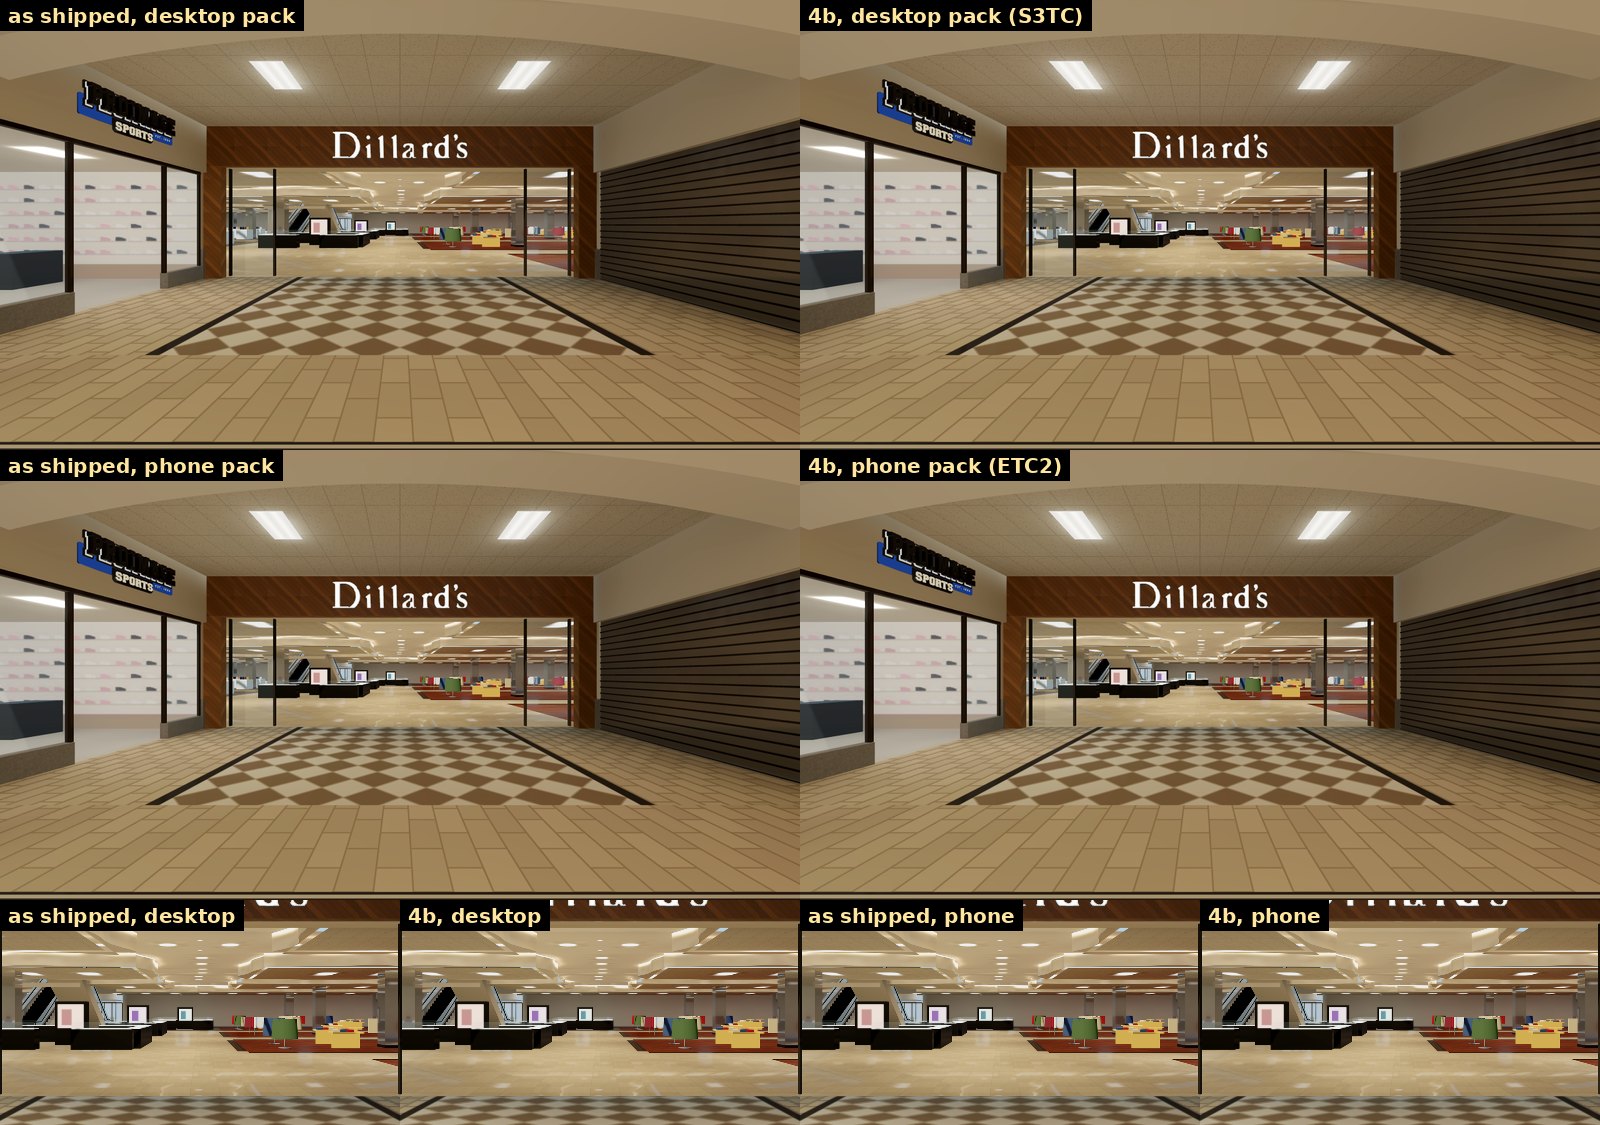 as shipped, desktop pack
4b, desktop pack (S3TC)
SPORTS
Dillard's
SPORTS
Dillard's
as shipped, phone pack
4b, phone pack (ETC2)
SPORTS
Dillard's
SPORTS
Dillard's
as shipped, desktop
4b, desktop
as shipped, phone
4b, phone